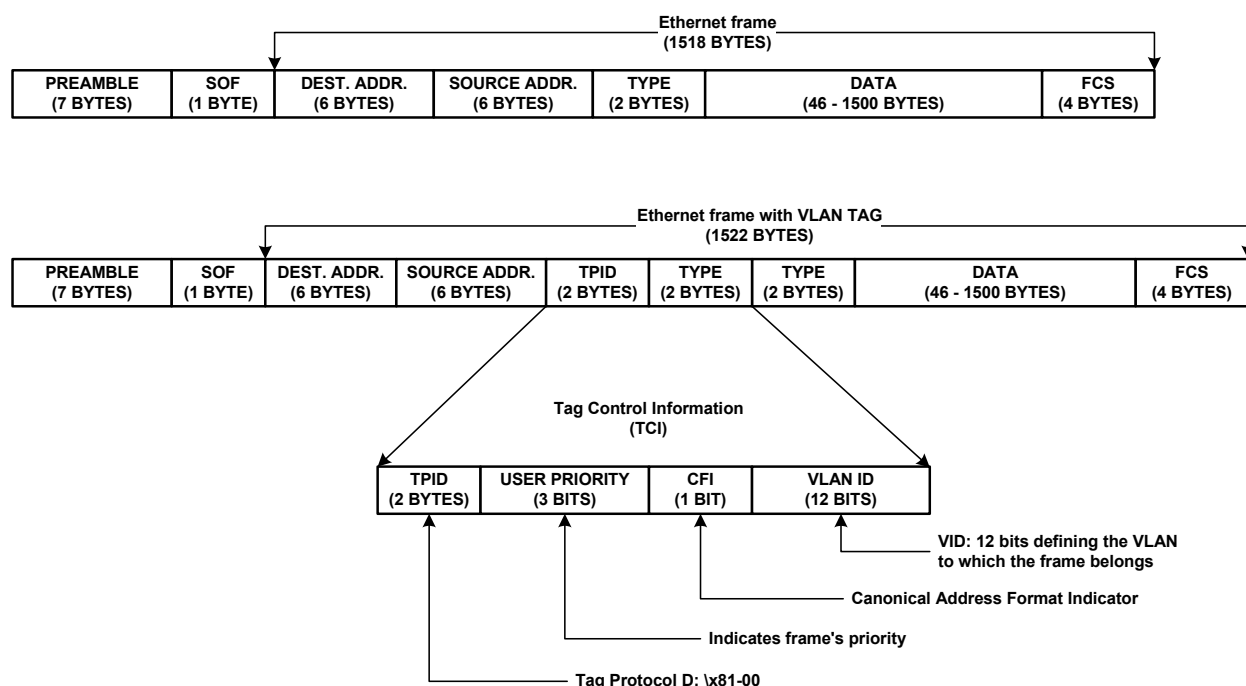 Ethernet frame
(1518 BYTES)
PREAMBLE
(7 BYTES)
SOF
(1 BYTE)
DEST. ADDR.
(6 BYTES)
SOURCE ADDR.
(6 BYTES)
TYPE
(2 BYTES)
DATA
(46 - 1500 BYTES)
FCS
(4 BYTES)
Ethernet frame with VLAN TAG
(1522 BYTES)
PREAMBLE
(7 BYTES)
SOF
(1 BYTE)
DEST. ADDR.
(6 BYTES)
SOURCE ADDR.
(6 BYTES)
TPID
(2 BYTES)
TYPE
(2 BYTES)
TYPE
(2 BYTES)
DATA
(46 - 1500 BYTES)
FCS
(4 BYTES)
Tag Control Information
(TCI)
TPID
(2 BYTES)
USER PRIORITY
(3 BITS)
CFI
(1 BIT)
VLAN ID
(12 BITS)
VID: 12 bits defining the VLAN
to which the frame belongs
Canonical Address Format Indicator
Indicates frame's priority
Tag Protocol D: \x81-00